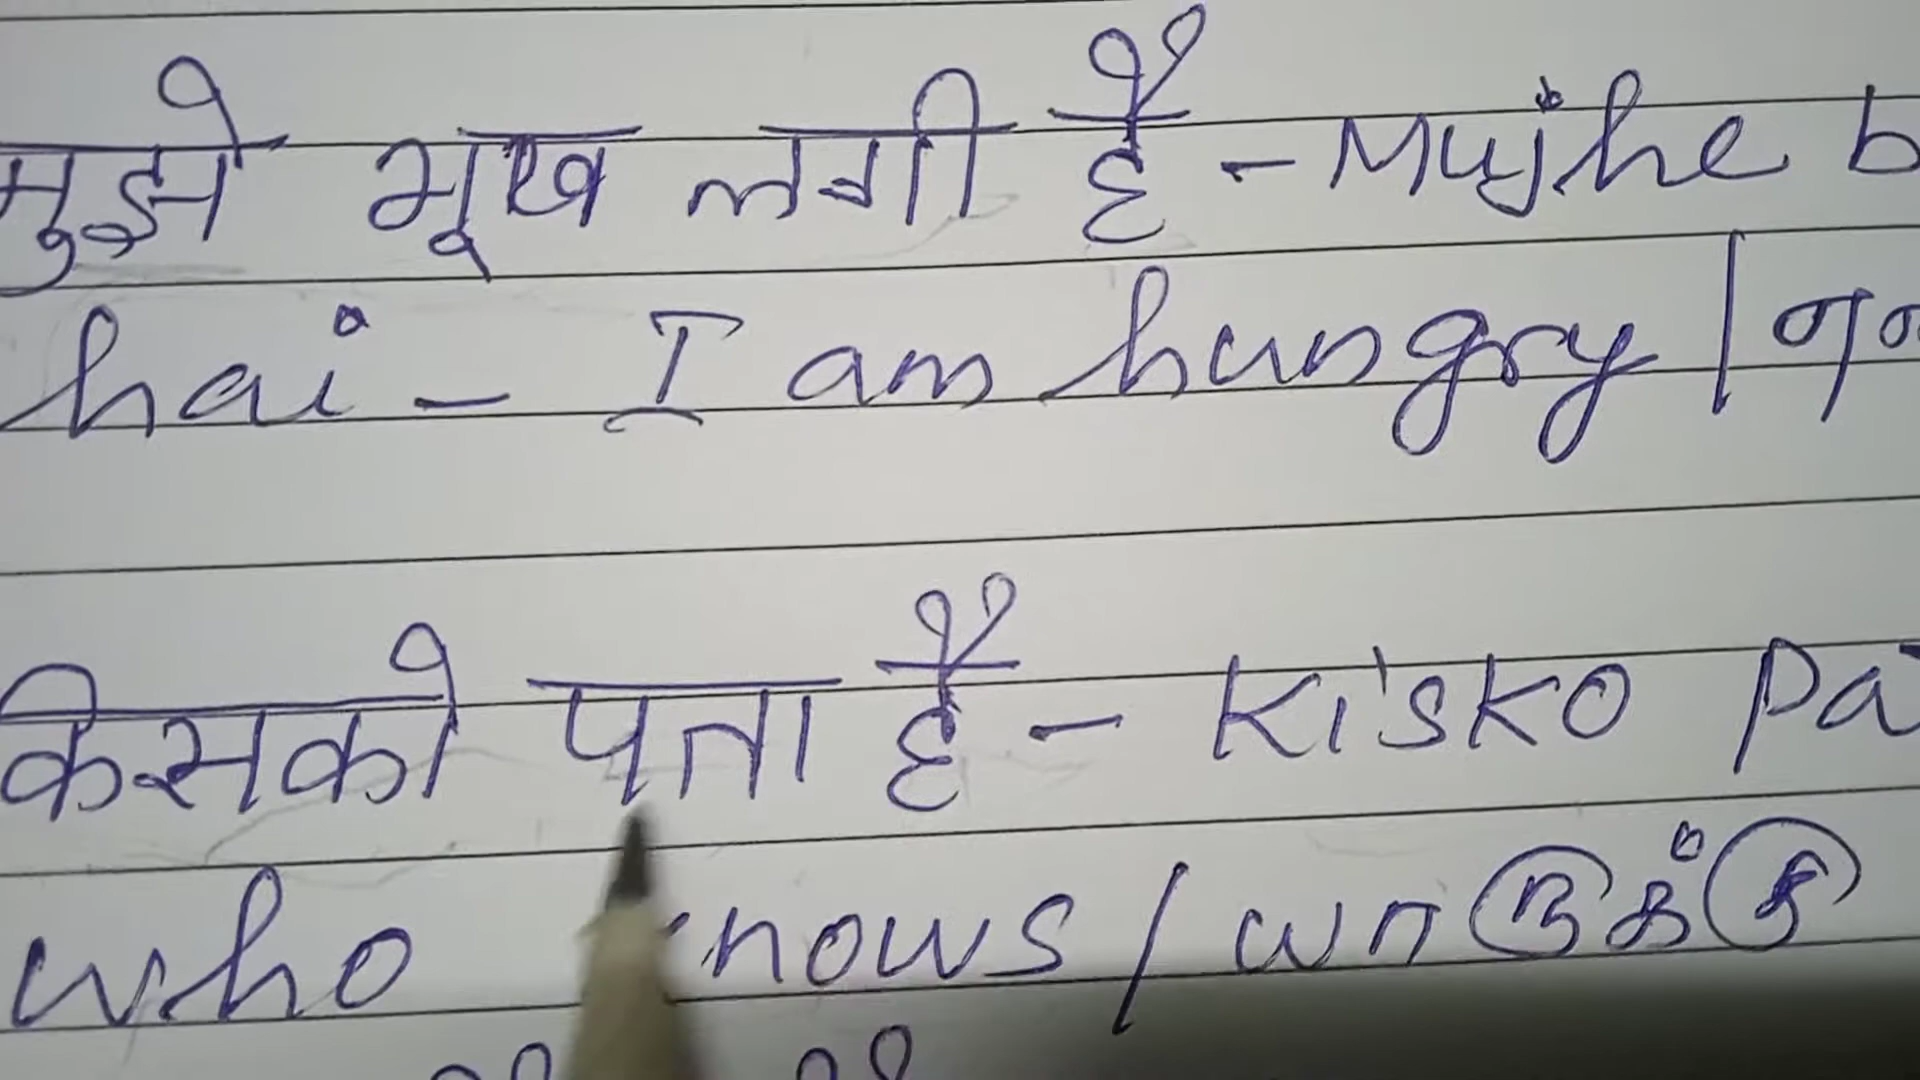 मुझे भूख लगी है - Mujhe b
hai - I am hungry |
किसको पता है - Kisko Pa
who knows / யாருக்கு